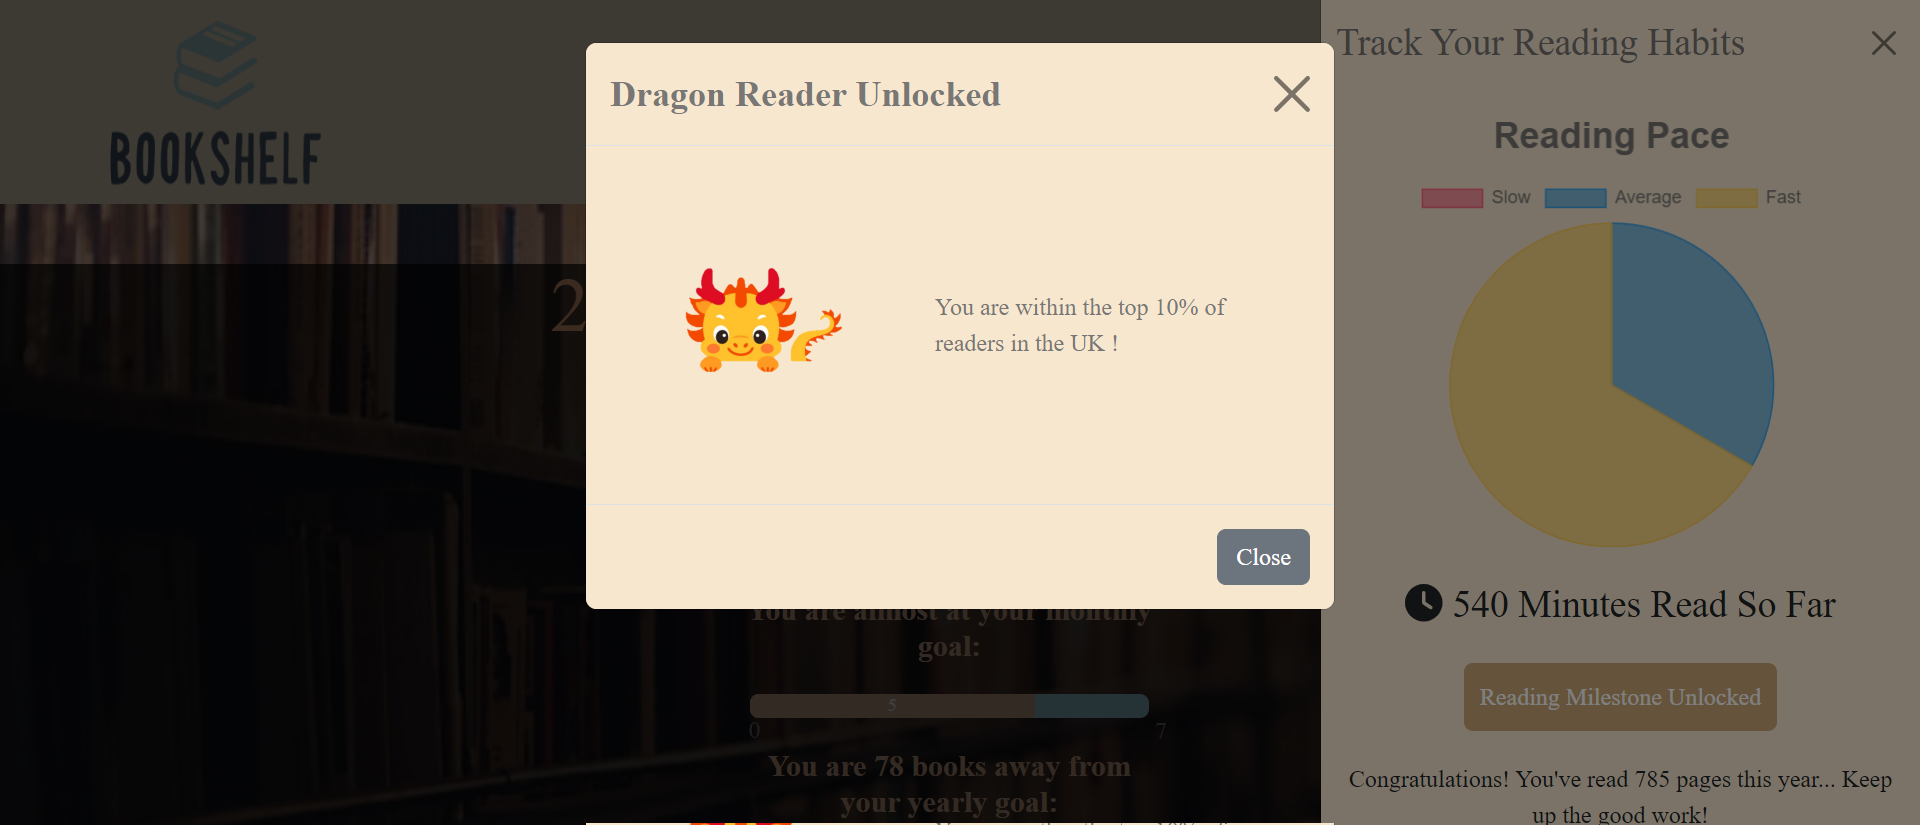 BOOKSHELF
2
Dragon Reader Unlocked
You are within the top 10% of
readers in the UK !
Close
You are almost at your monthly
goal:
5
0
7
You are 78 books away from
your yearly goal:
Track Your Reading Habits
Reading Pace
Slow
Average
Fast
540 Minutes Read So Far
Reading Milestone Unlocked
Congratulations! You've read 785 pages this year... Keep
up the good work!